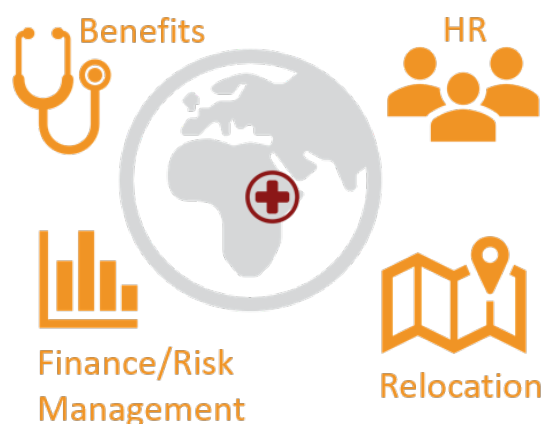 Benefits
HR
Finance/Risk
Management
Relocation